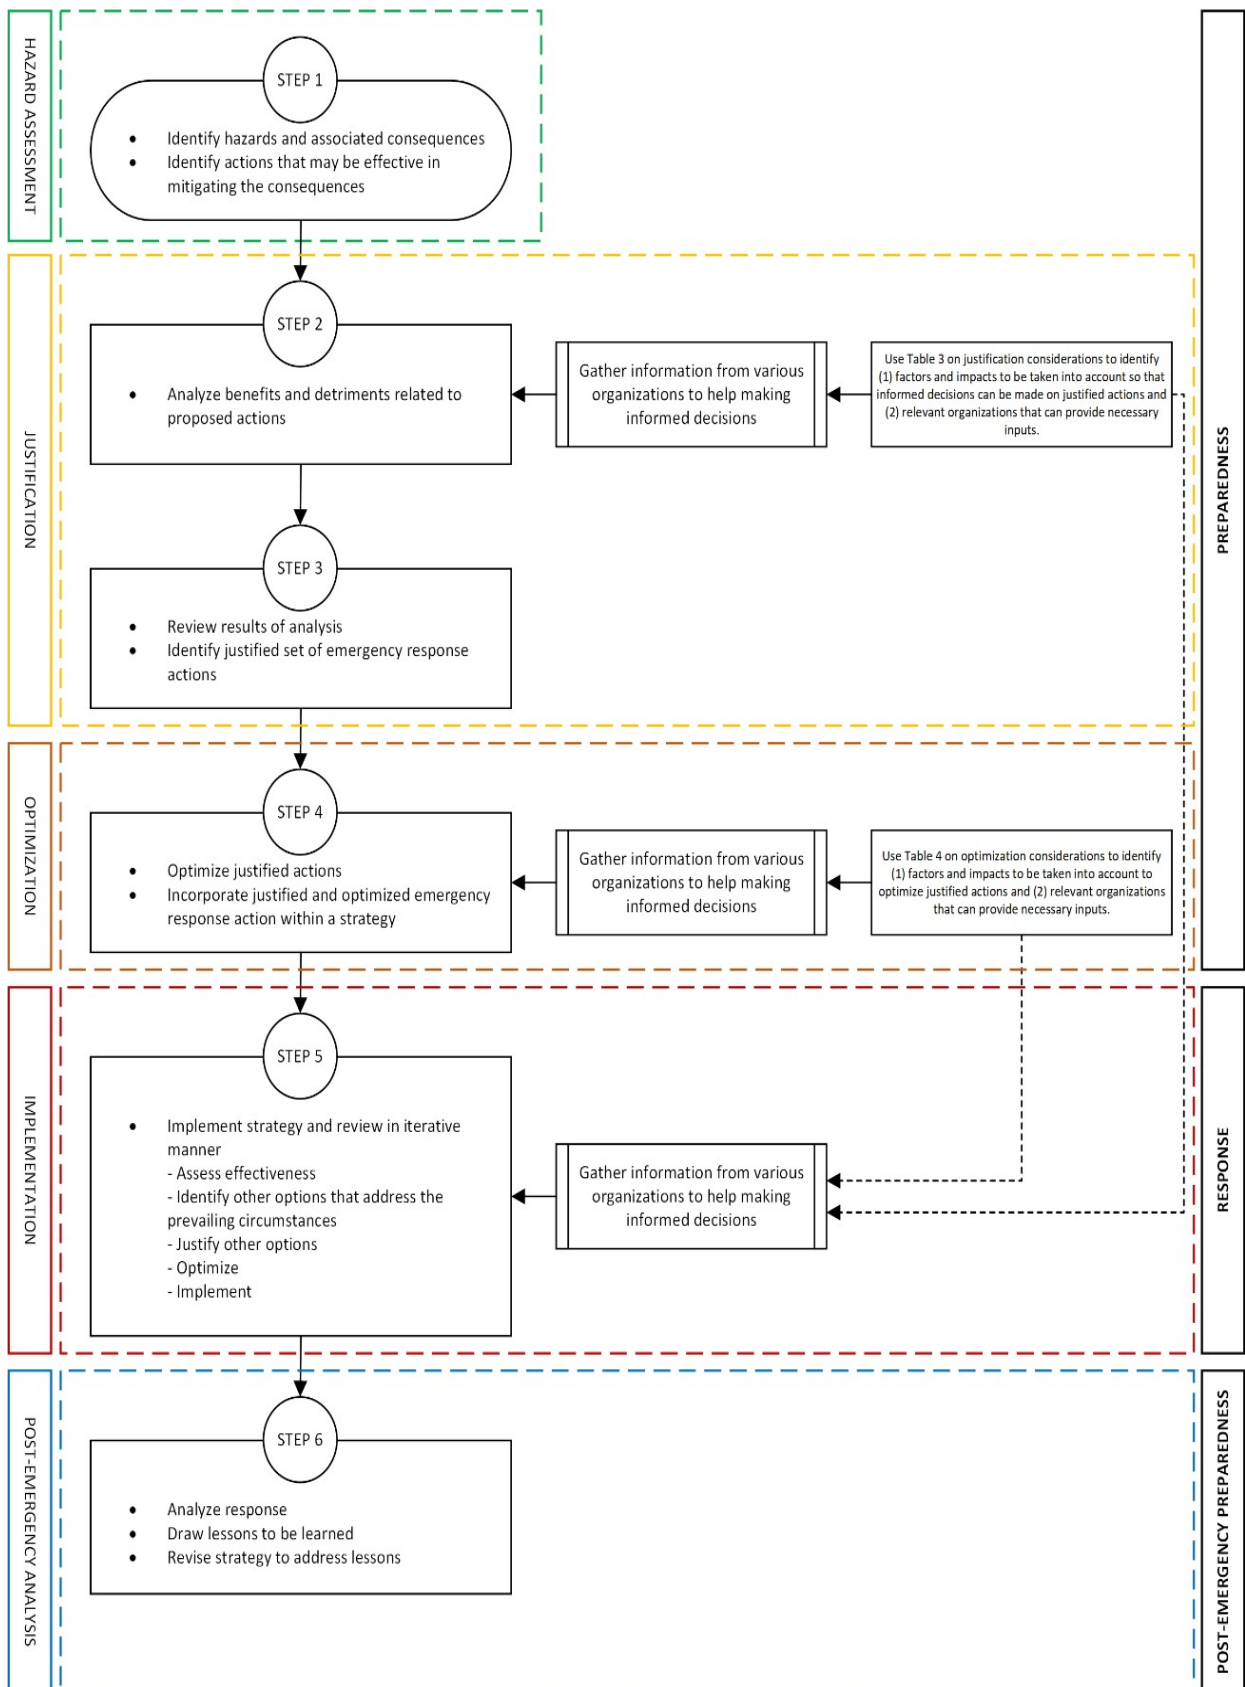 HAZARD ASSESSMENT
STEP 1
• Identify hazards and associated consequences
• Identify actions that may be effective in
mitigating the consequences
PREPAREDNESS
JUSTIFICATION
STEP 2
• Analyze benefits and detriments related to
proposed actions
Gather information from various
organizations to help making
informed decisions
Use Table 3 on justification considerations to identify
(1) factors and impacts to be taken into account so that
informed decisions can be made on justified actions and
(2) relevant organizations that can provide necessary
inputs.
STEP 3
• Review results of analysis
• Identify justified set of emergency response
actions
OPTIMIZATION
STEP 4
• Optimize justified actions
• Incorporate justified and optimized emergency
response action within a strategy
Gather information from various
organizations to help making
informed decisions
Use Table 4 on optimization considerations to identify
(1) factors and impacts to be taken into account to
optimize justified actions and (2) relevant organizations
that can provide necessary inputs.
IMPLEMENTATION
STEP 5
• Implement strategy and review in iterative
manner
- Assess effectiveness
- Identify other options that address the
prevailing circumstances
- Justify other options
- Optimize
- Implement
Gather information from various
organizations to help making
informed decisions
RESPONSE
POST-EMERGENCY ANALYSIS
STEP 6
• Analyze response
• Draw lessons to be learned
• Revise strategy to address lessons
POST-EMERGENCY PREPAREDNESS